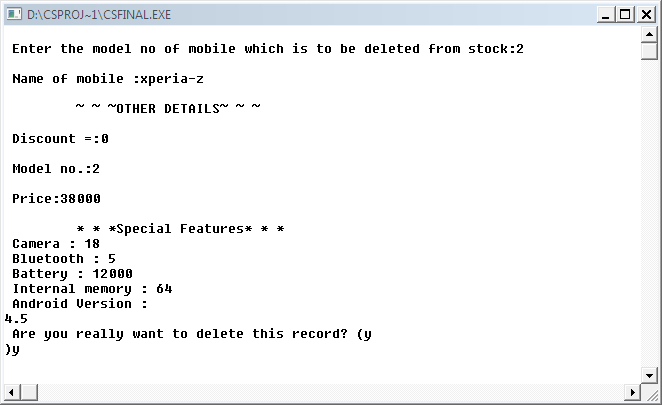 D:\CSPROJ~1\CSFINAL.EXE
Enter the model no of mobile which is to be deleted from stock:2
Name of mobile :xperia-z
~ ~ ~OTHER DETAILS~ ~ ~
Discount =:0
Model no.:2
Price:38000
* * *Special Features* * *
Camera : 18
Bluetooth : 5
Battery : 12000
Internal memory : 64
Android Version :
4.5
Are you really want to delete this record? (y
)y